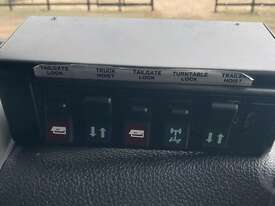 TAILGATE LOCK
TRUCK HOIST
TAILGATE LOCK
TURNTABLE LOCK
TRAILER HOIST